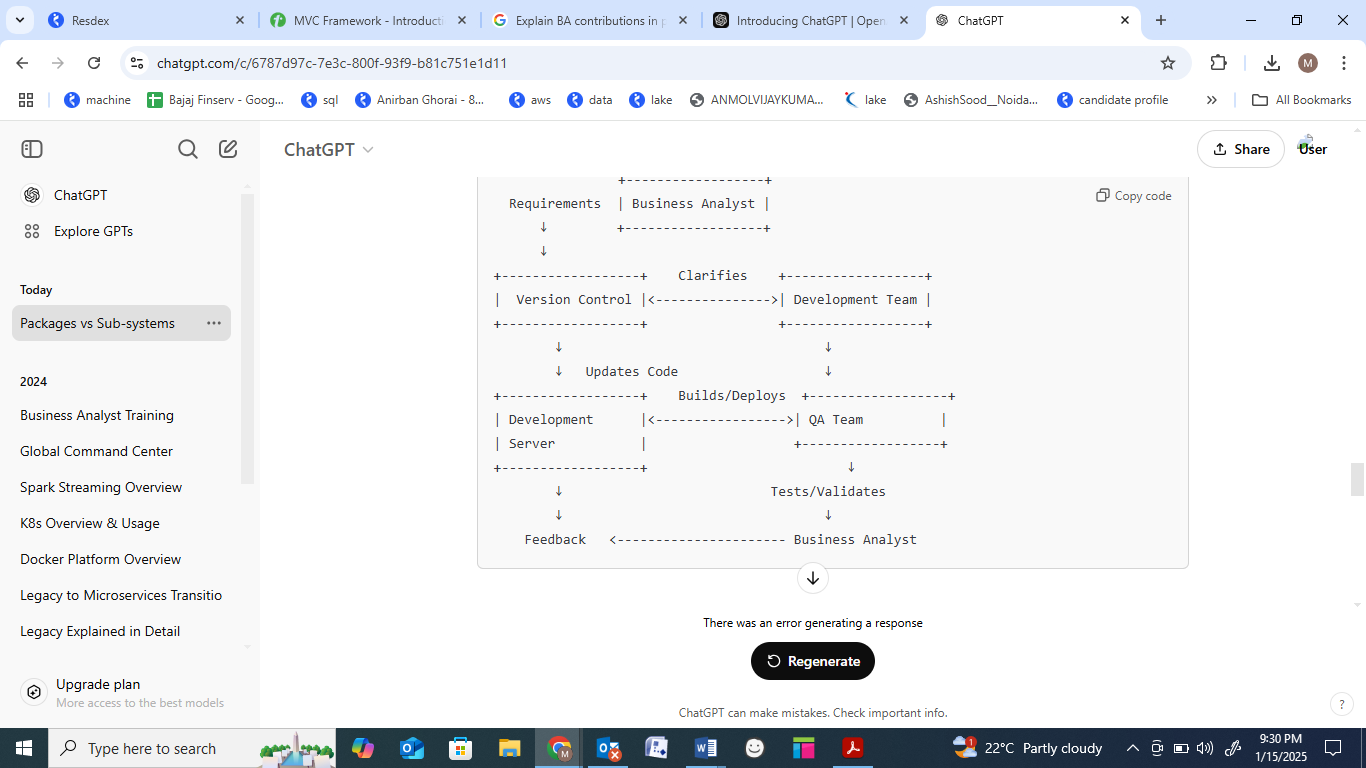 Resdex
MVC Framework - Introducti
Explain BA contributions in p
Introducing ChatGPT | Open
ChatGPT
chatgpt.com/c/6787d97c-7e3c-800f-93f9-b81c751e1d11
M
machine
Bajaj Finserv - Goog...
sql
Anirban Ghorai - 8...
aws
data
lake
ANMOLVIJAYKUMA...
lake
AshishSood__Noida...
candidate profile
All Bookmarks
ChatGPT
Share
User
ChatGPT
Explore GPTs
Today
Packages vs Sub-systems
2024
Business Analyst Training
Global Command Center
Spark Streaming Overview
K8s Overview & Usage
Docker Platform Overview
Legacy to Microservices Transitio
Legacy Explained in Detail
Upgrade plan
More access to the best models
Copy code
+------------------+
Requirements | Business Analyst |
↓ +------------------+
↓
+------------------+ Clarifies +------------------+
| Version Control |<--------------->| Development Team |
+------------------+ +------------------+
↓ ↓
↓ Updates Code ↓
+------------------+ Builds/Deploys +------------------+
| Development |<----------------->| QA Team |
| Server | +------------------+
+------------------+ ↓
↓ Tests/Validates
↓ ↓
Feedback <---------------------- Business Analyst
There was an error generating a response
Regenerate
ChatGPT can make mistakes. Check important info.
?
Type here to search
22°C Partly cloudy
9:30 PM
1/15/2025